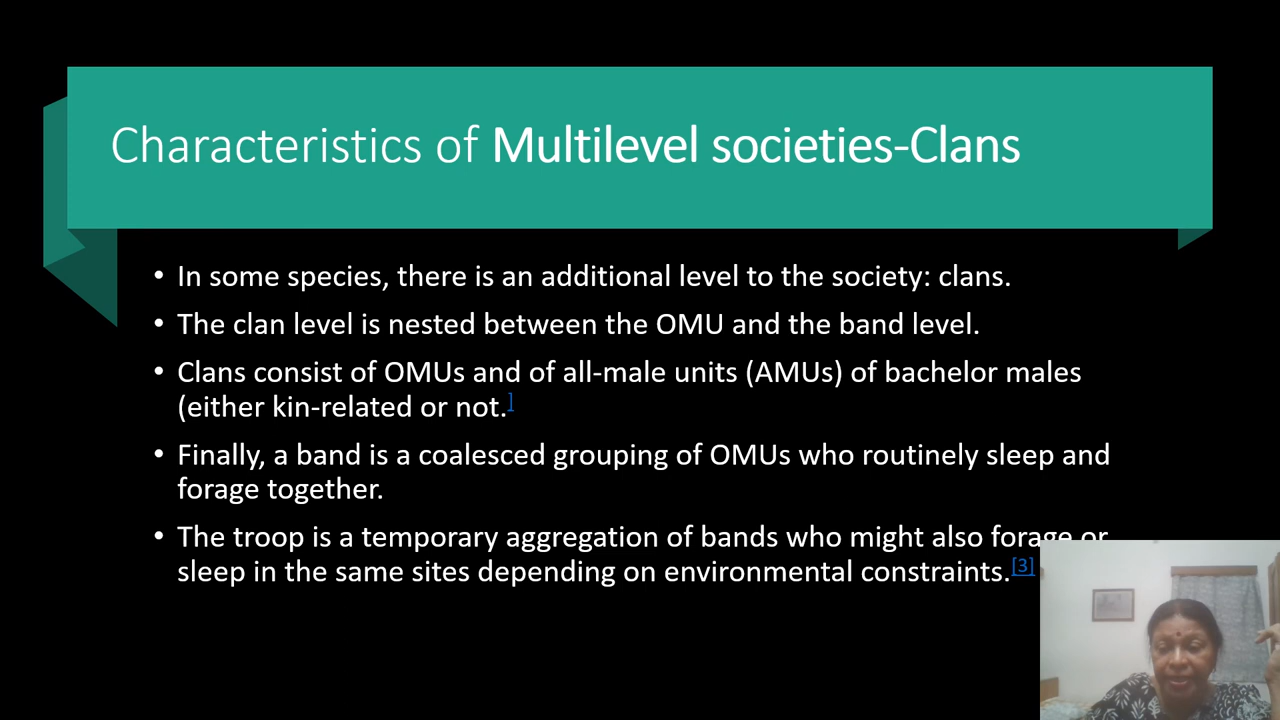 Characteristics of Multilevel societies-Clans
• In some species, there is an additional level to the society: clans.
• The clan level is nested between the OMU and the band level.
• Clans consist of OMUs and of all-male units (AMUs) of bachelor males
(either kin-related or not.]
• Finally, a band is a coalesced grouping of OMUs who routinely sleep and
forage together.
• The troop is a temporary aggregation of bands who might also forage or
sleep in the same sites depending on environmental constraints.[3]